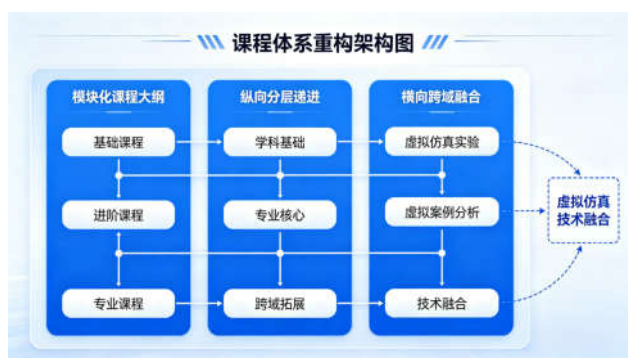 课程体系重构架构图
模块化课程大纲
纵向分层递进
横向跨域融合
基础课程
学科基础
虚拟仿真实验
进阶课程
专业核心
虚拟案例分析
虚拟仿真
技术融合
专业课程
跨域拓展
技术融合